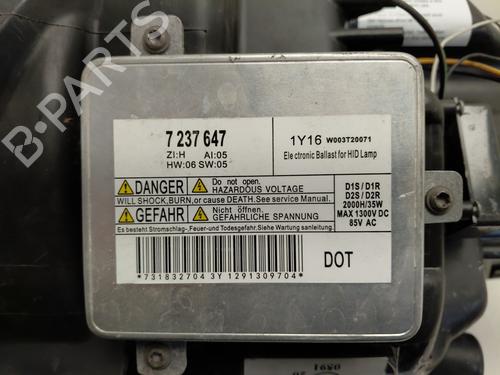 7 237 647
ZI:H AI:05
HW:06 SW:05
1Y16 W003T20071
Electronic Ballast for HID Lamp
DANGER Do not open.
HAZARDOUS VOLTAGE
WILL SHOCK,BURN,or cause DEATH.See service Manual.
GEFAHR Nicht öffnen.
GEFÄHRLICHE SPANNUNG
Es besteht Stromschlag-,Feuer-und Todesgefahr.Siehe Wartung sanleitung.
D1S/D1R
D2S/D2R
2000H/35W
MAX 1300V DC
85V AC
*731832704 3Y 1291309704*
DOT
B-PARTS